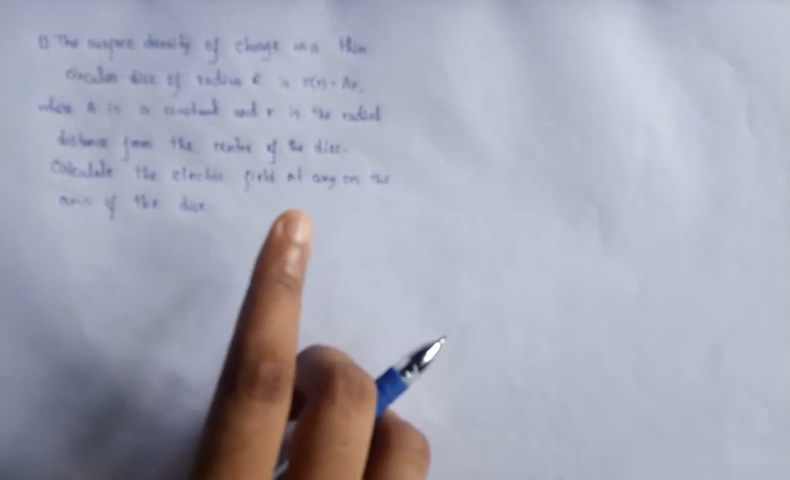 1) The surface density of charge on a thin
circular disc of radius R is σ(r) = Ar,
where A is a constant and r is the radial
distance from the centre of the disc.
Calculate the electric field at any on the
axis of the disc